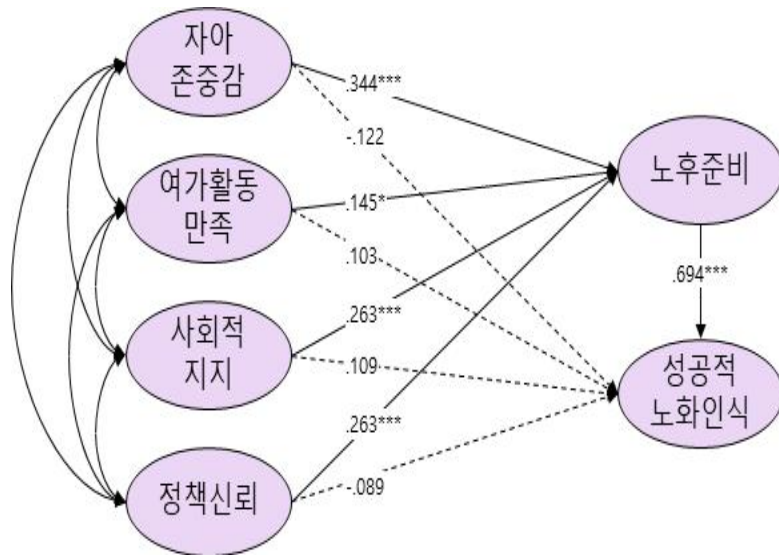 자아
존중감
여가활동
만족
사회적
지지
정책신뢰
.344***
-.122
.145*
.103
.263***
.109
.263***
-.089
노후준비
.694***
성공적
노화인식